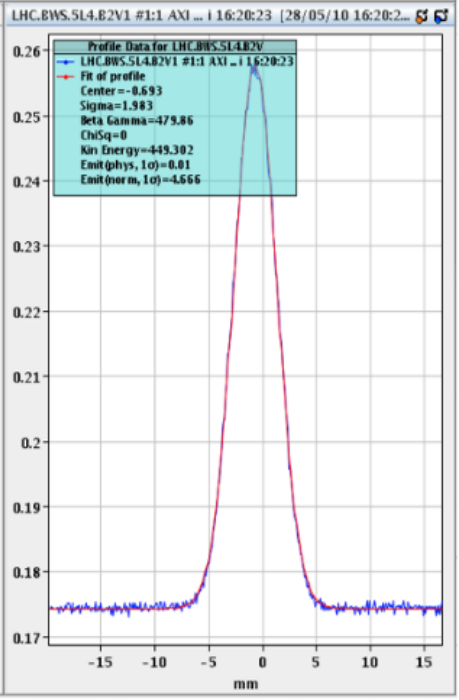 LHC.BWS.5L4.B2V1 #1:1 AXI ... i 16:20:23 [28/05/10 16:20:2...
Profile Data for LHC.BWS.5L4.B2V
LHC.BWS.5L4.B2V1 #1:1 AXI ... i 16:20:23
Fit of profile
Center=-0.693
Sigma=1.983
Beta Gamma=479.86
ChiSq=0
Kin Energy=449.302
Emit(phys, 1σ)=0.01
Emit(norm, 1σ)=4.666
0.26
0.25
0.24
0.23
0.22
0.21
0.2
0.19
0.18
0.17
-15 -10 -5 0 5 10 15
mm